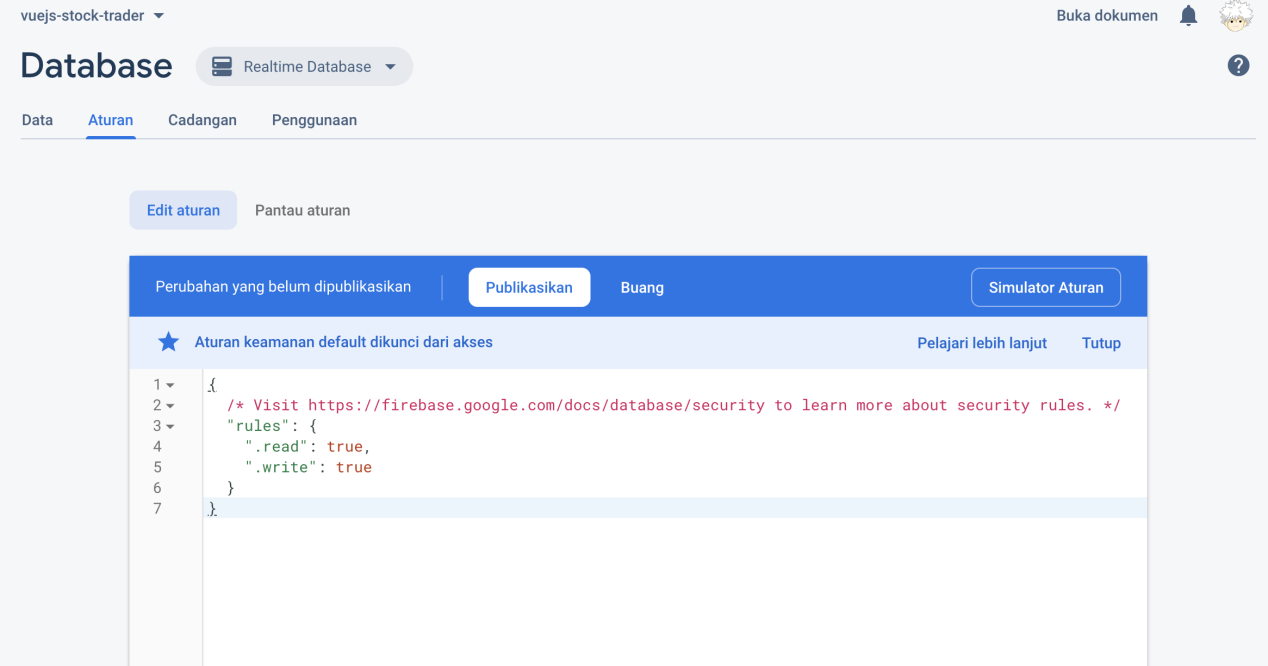 vuejs-stock-trader
Buka dokumen
Database
Realtime Database
?
Data Aturan Cadangan Penggunaan
Edit aturan Pantau aturan
Perubahan yang belum dipublikasikan Publikasikan Buang Simulator Aturan
Aturan keamanan default dikunci dari akses Pelajari lebih lanjut Tutup
1 {
2 /* Visit https://firebase.google.com/docs/database/security to learn more about security rules. */
3 "rules": {
4 ".read": true,
5 ".write": true
6 }
7 }